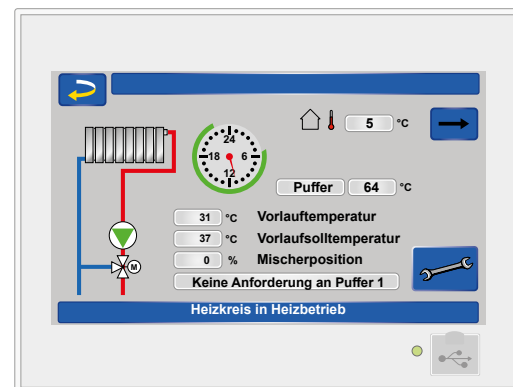 5 °C
24
18 6
12
Puffer 64 °C
31 °C Vorlauftemperatur
37 °C Vorlaufsolltemperatur
0 % Mischerposition
M
Keine Anforderung an Puffer 1
Heizkreis in Heizbetrieb